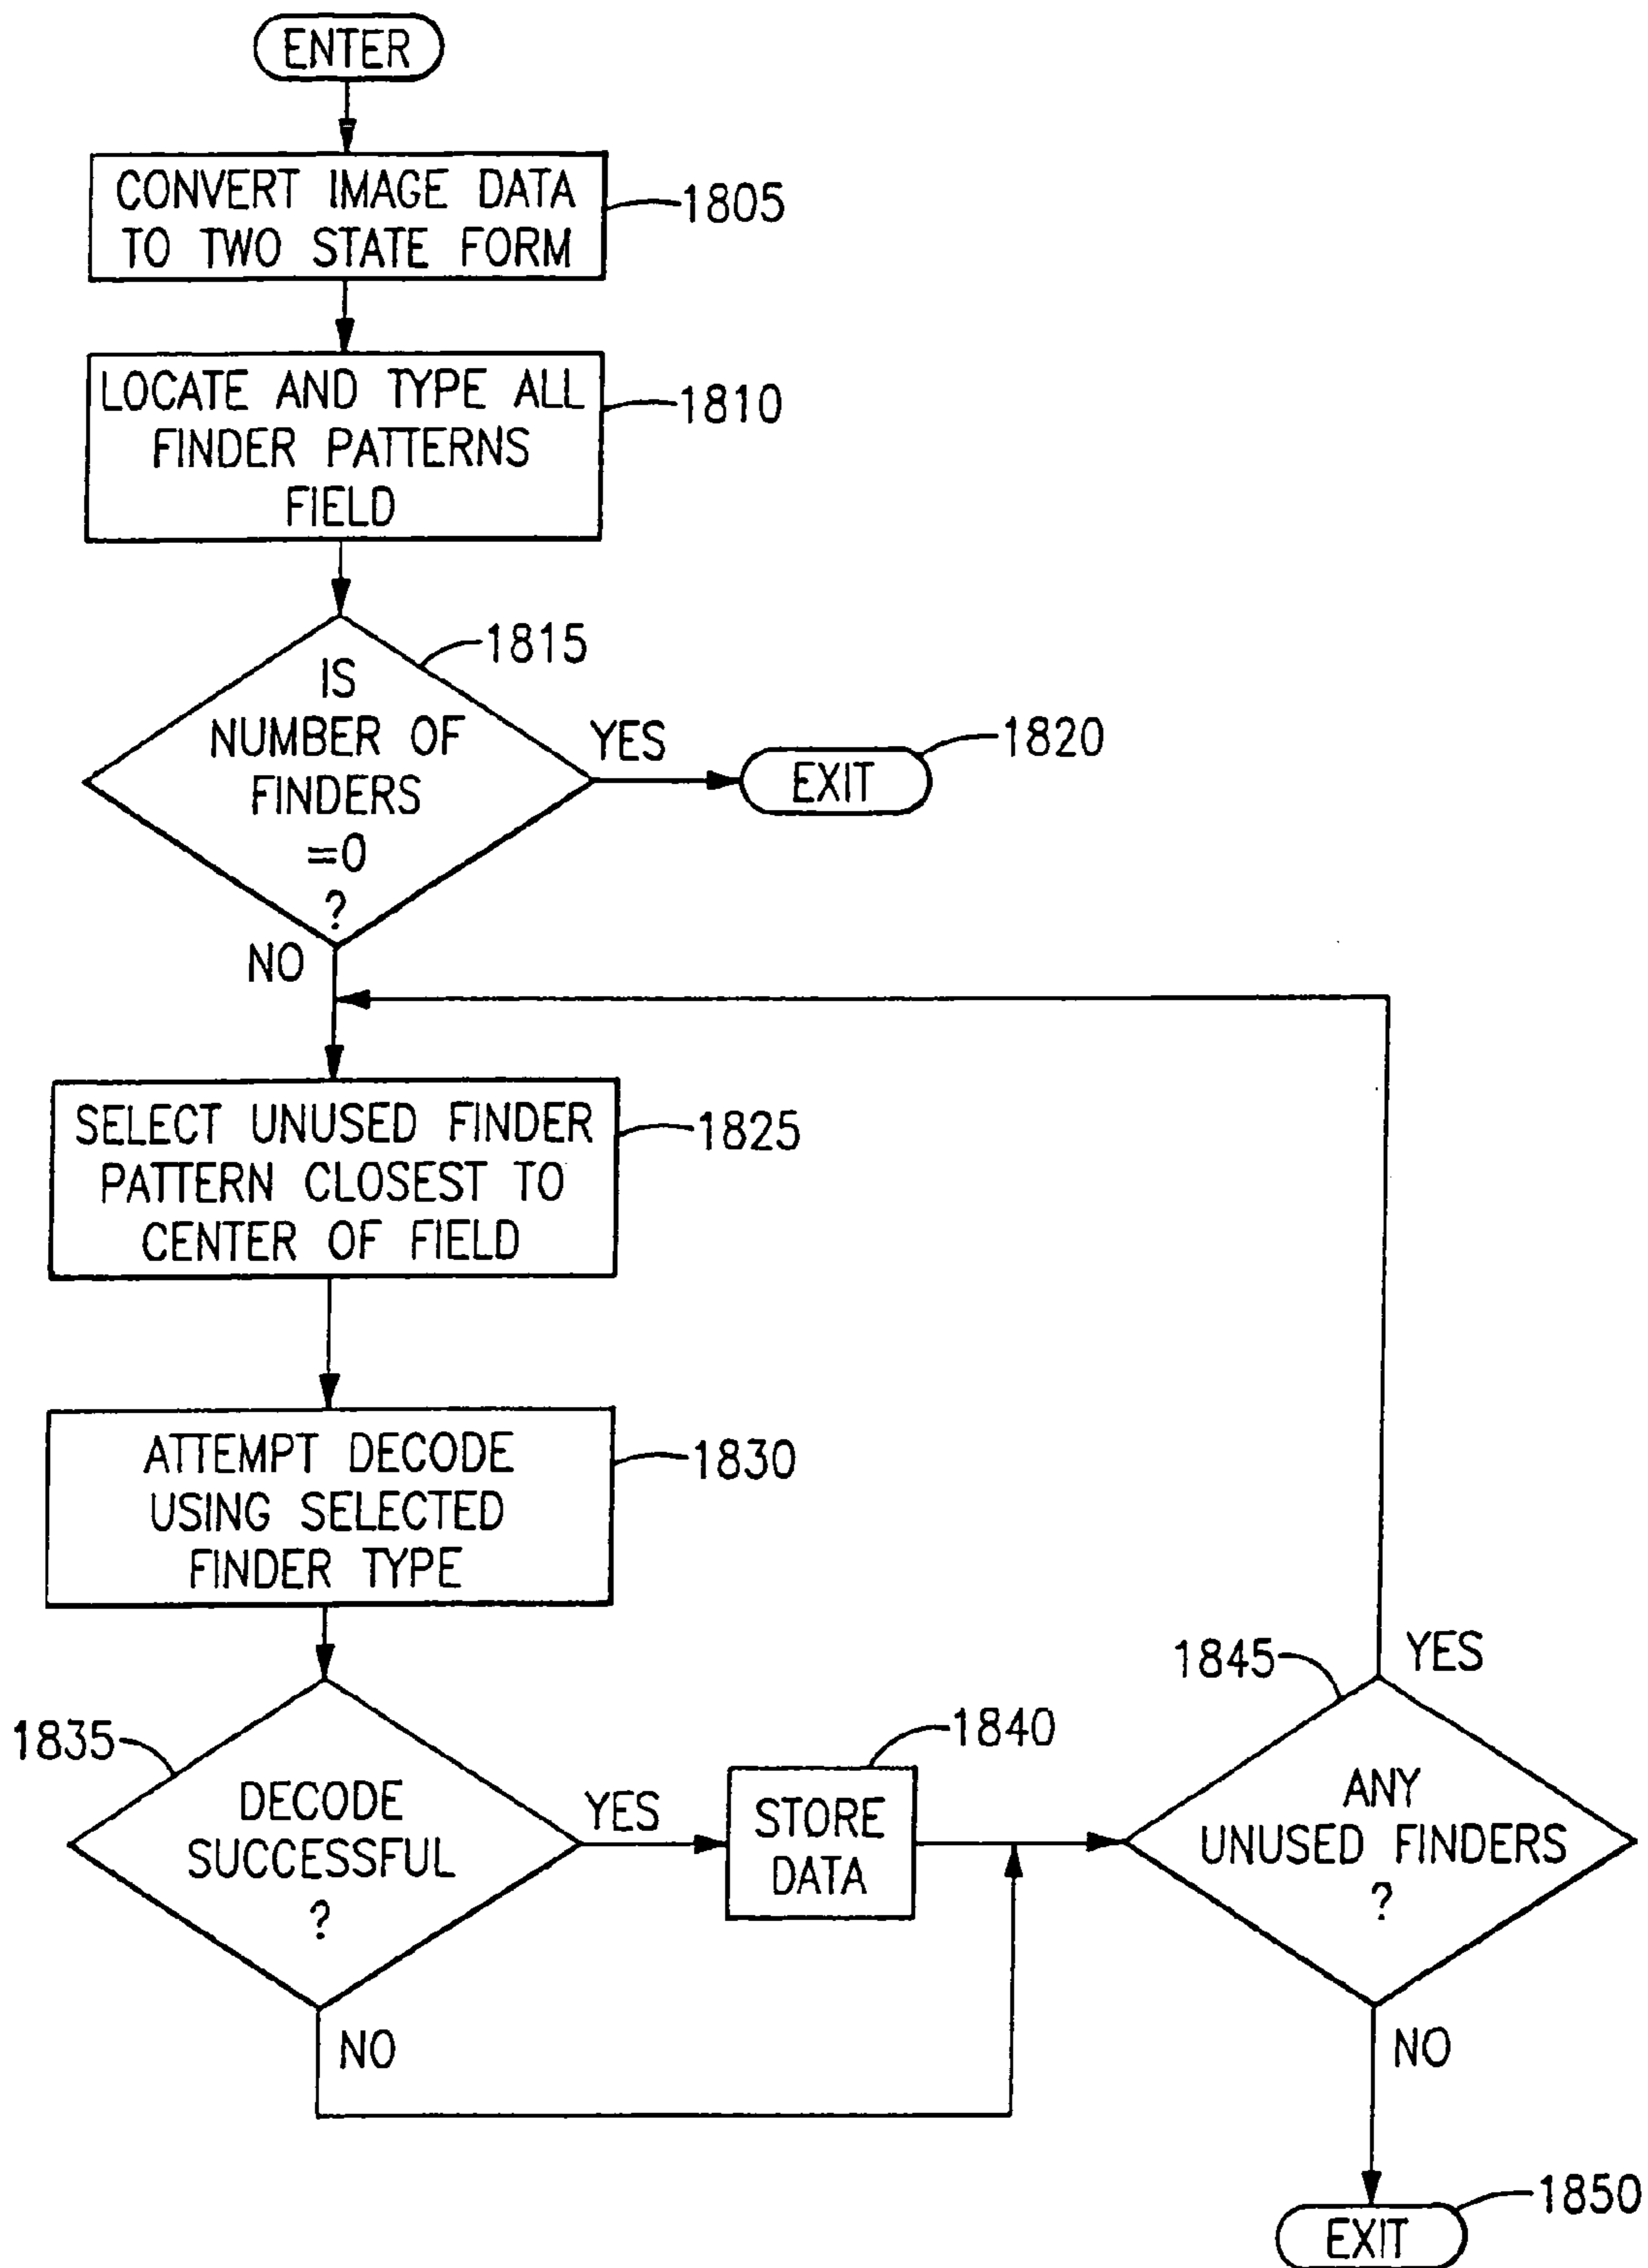 ENTER
CONVERT IMAGE DATA
TO TWO STATE FORM
1805
LOCATE AND TYPE ALL
FINDER PATTERNS
FIELD
1810
IS
NUMBER OF
FINDERS
=0
?
1815
YES
EXIT
1820
NO
SELECT UNUSED FINDER
PATTERN CLOSEST TO
CENTER OF FIELD
1825
ATTEMPT DECODE
USING SELECTED
FINDER TYPE
1830
1835
DECODE
SUCCESSFUL
?
YES
NO
STORE
DATA
1840
1845
YES
ANY
UNUSED FINDERS
?
NO
EXIT
1850